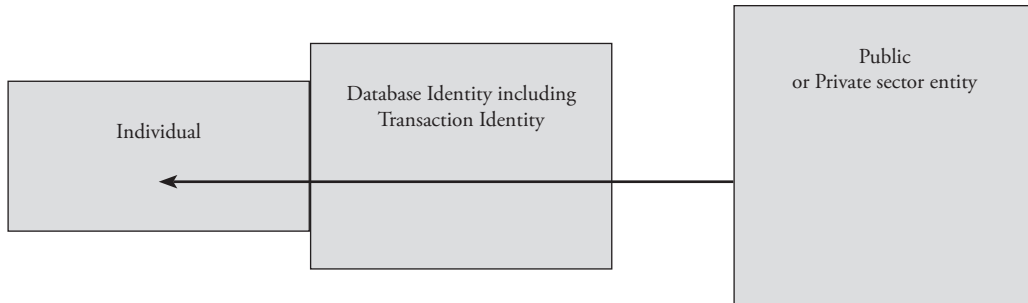 Individual
Database Identity including
Transaction Identity
Public
or Private sector entity